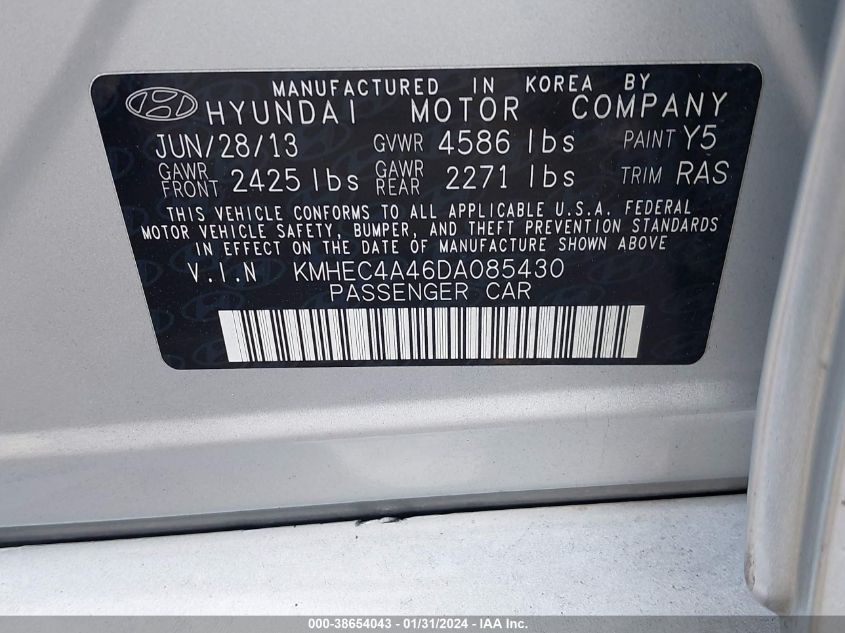 MANUFACTURED IN KOREA BY
HYUNDAI MOTOR COMPANY
JUN/28/13 GVWR 4586 lbs PAINT Y5
GAWR FRONT 2425 lbs GAWR REAR 2271 lbs TRIM RAS
THIS VEHICLE CONFORMS TO ALL APPLICABLE U.S.A. FEDERAL
MOTOR VEHICLE SAFETY, BUMPER, AND THEFT PREVENTION STANDARDS
IN EFFECT ON THE DATE OF MANUFACTURE SHOWN ABOVE
V.I.N KMHEC4A46DA085430
PASSENGER CAR
000-38654043 - 01/31/2024 - IAA Inc.